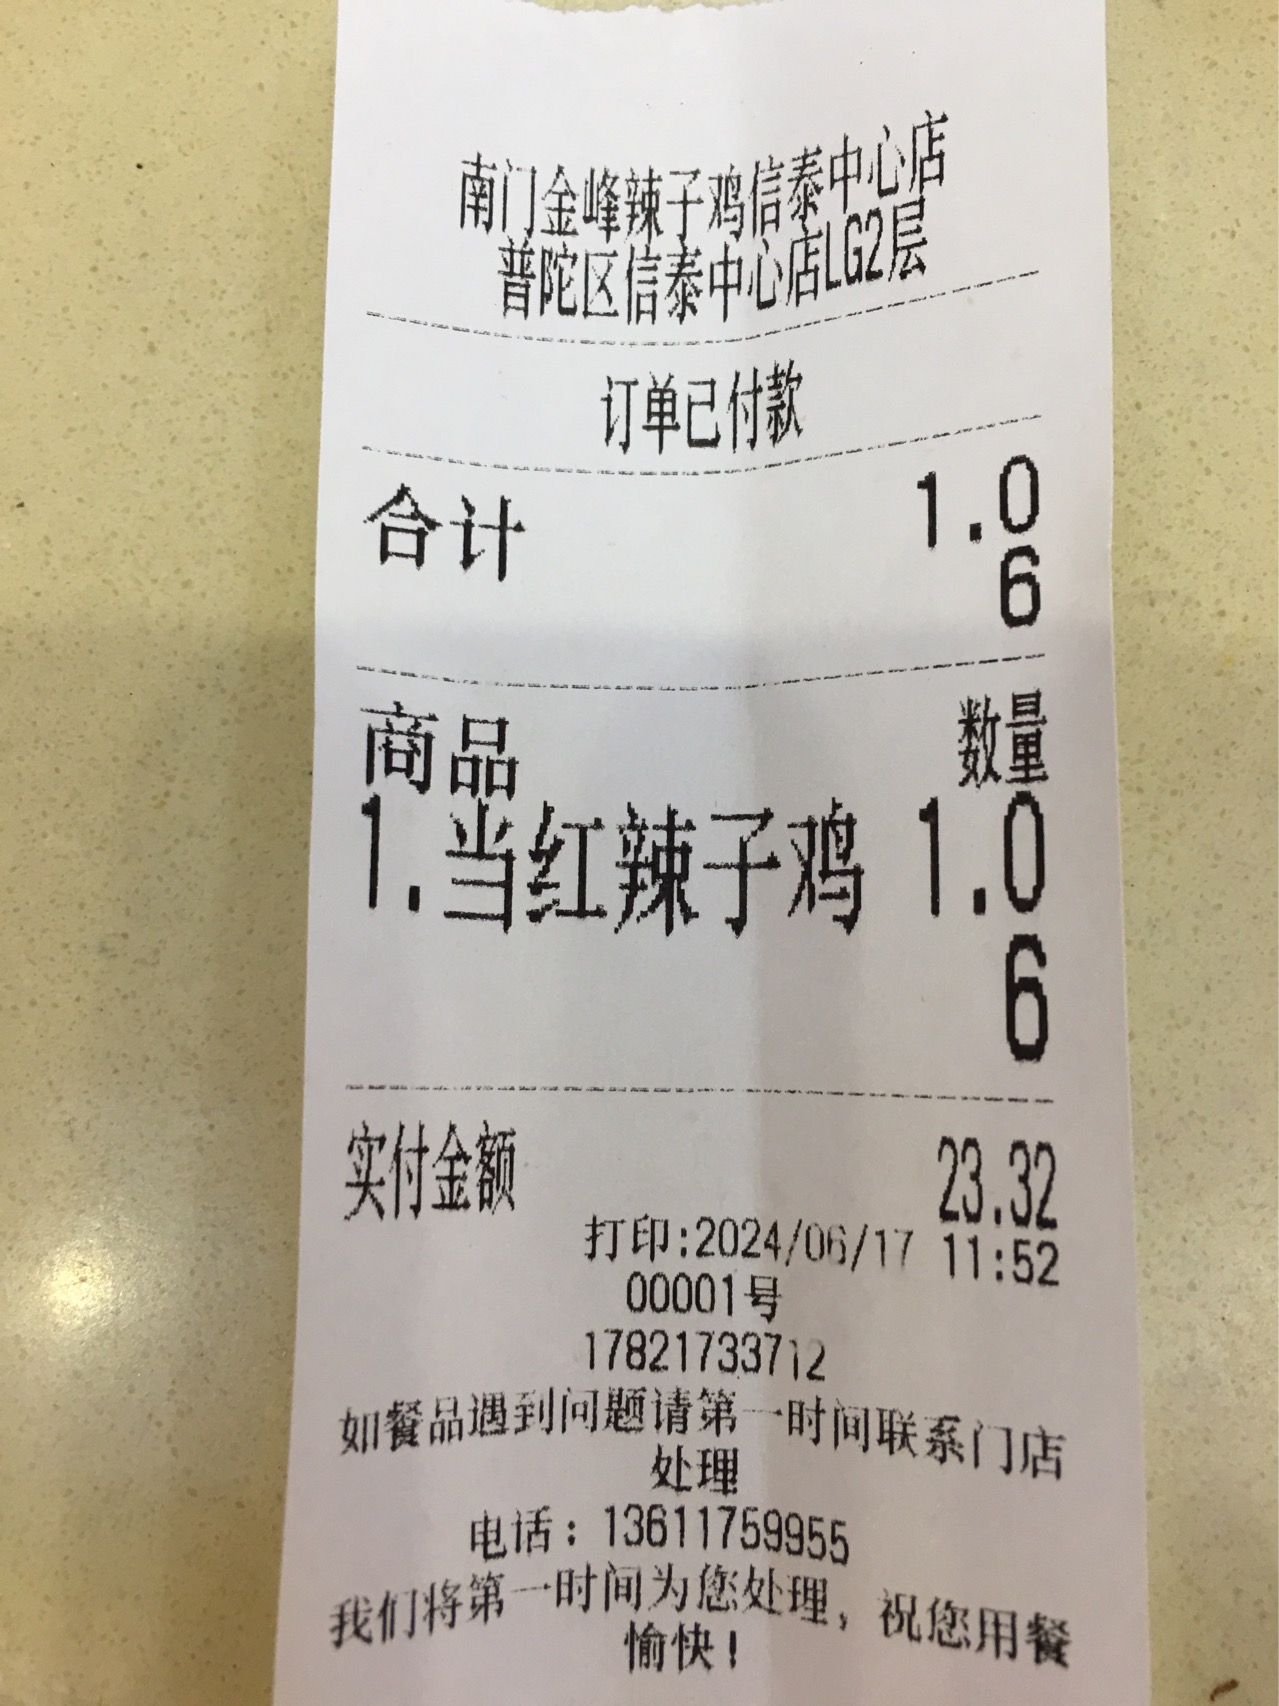 南门金峰辣子鸡信泰中心店
普陀区信泰中心店LG2层
订单已付款
合计 1.0
6
商品 数量
1.当红辣子鸡 1.0
6
实付金额 23.32
打印:2024/06/17 11:52
00001号
17821733712
如餐品遇到问题请第一时间联系门店
处理
电话：13611759955
我们将第一时间为您处理，祝您用餐
愉快！